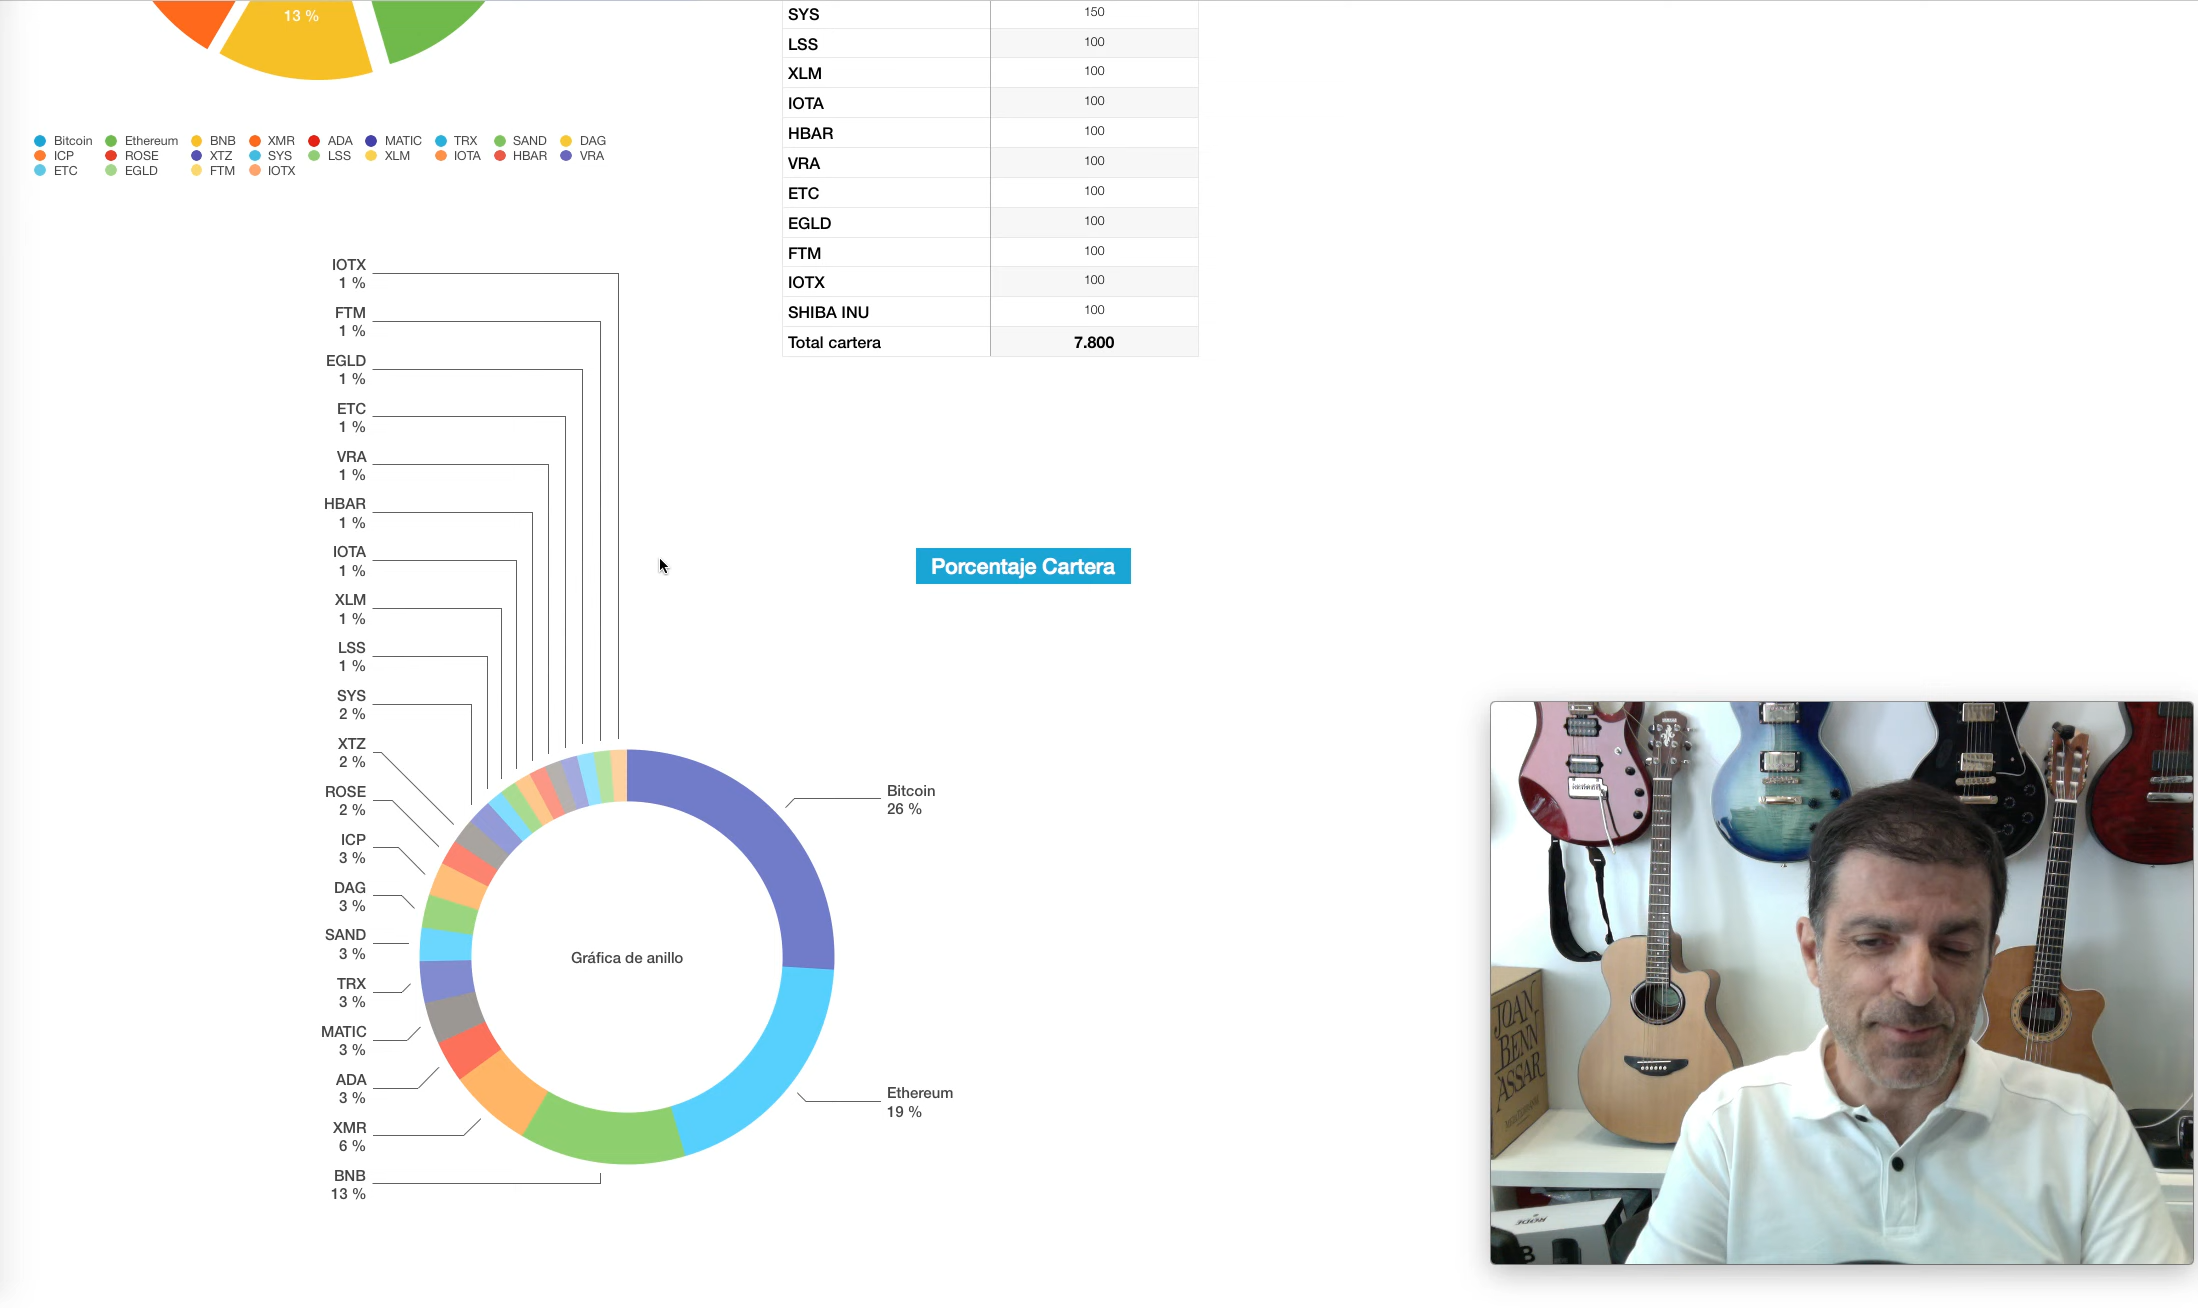 13 %
Bitcoin Ethereum BNB XMR ADA MATIC TRX SAND DAG
ICP ROSE XTZ SYS LSS XLM IOTA HBAR VRA
ETC EGLD FTM IOTX
SYS 150
LSS 100
XLM 100
IOTA 100
HBAR 100
VRA 100
ETC 100
EGLD 100
FTM 100
IOTX 100
SHIBA INU 100
Total cartera 7.800
Porcentaje Cartera
IOTX
1 %
FTM
1 %
EGLD
1 %
ETC
1 %
VRA
1 %
HBAR
1 %
IOTA
1 %
XLM
1 %
LSS
1 %
SYS
2 %
XTZ
2 %
ROSE
2 %
ICP
3 %
DAG
3 %
SAND
3 %
TRX
3 %
MATIC
3 %
ADA
3 %
XMR
6 %
BNB
13 %
Bitcoin
26 %
Ethereum
19 %
Gráfica de anillo
JOAN
BENN
ASSAR
RODE